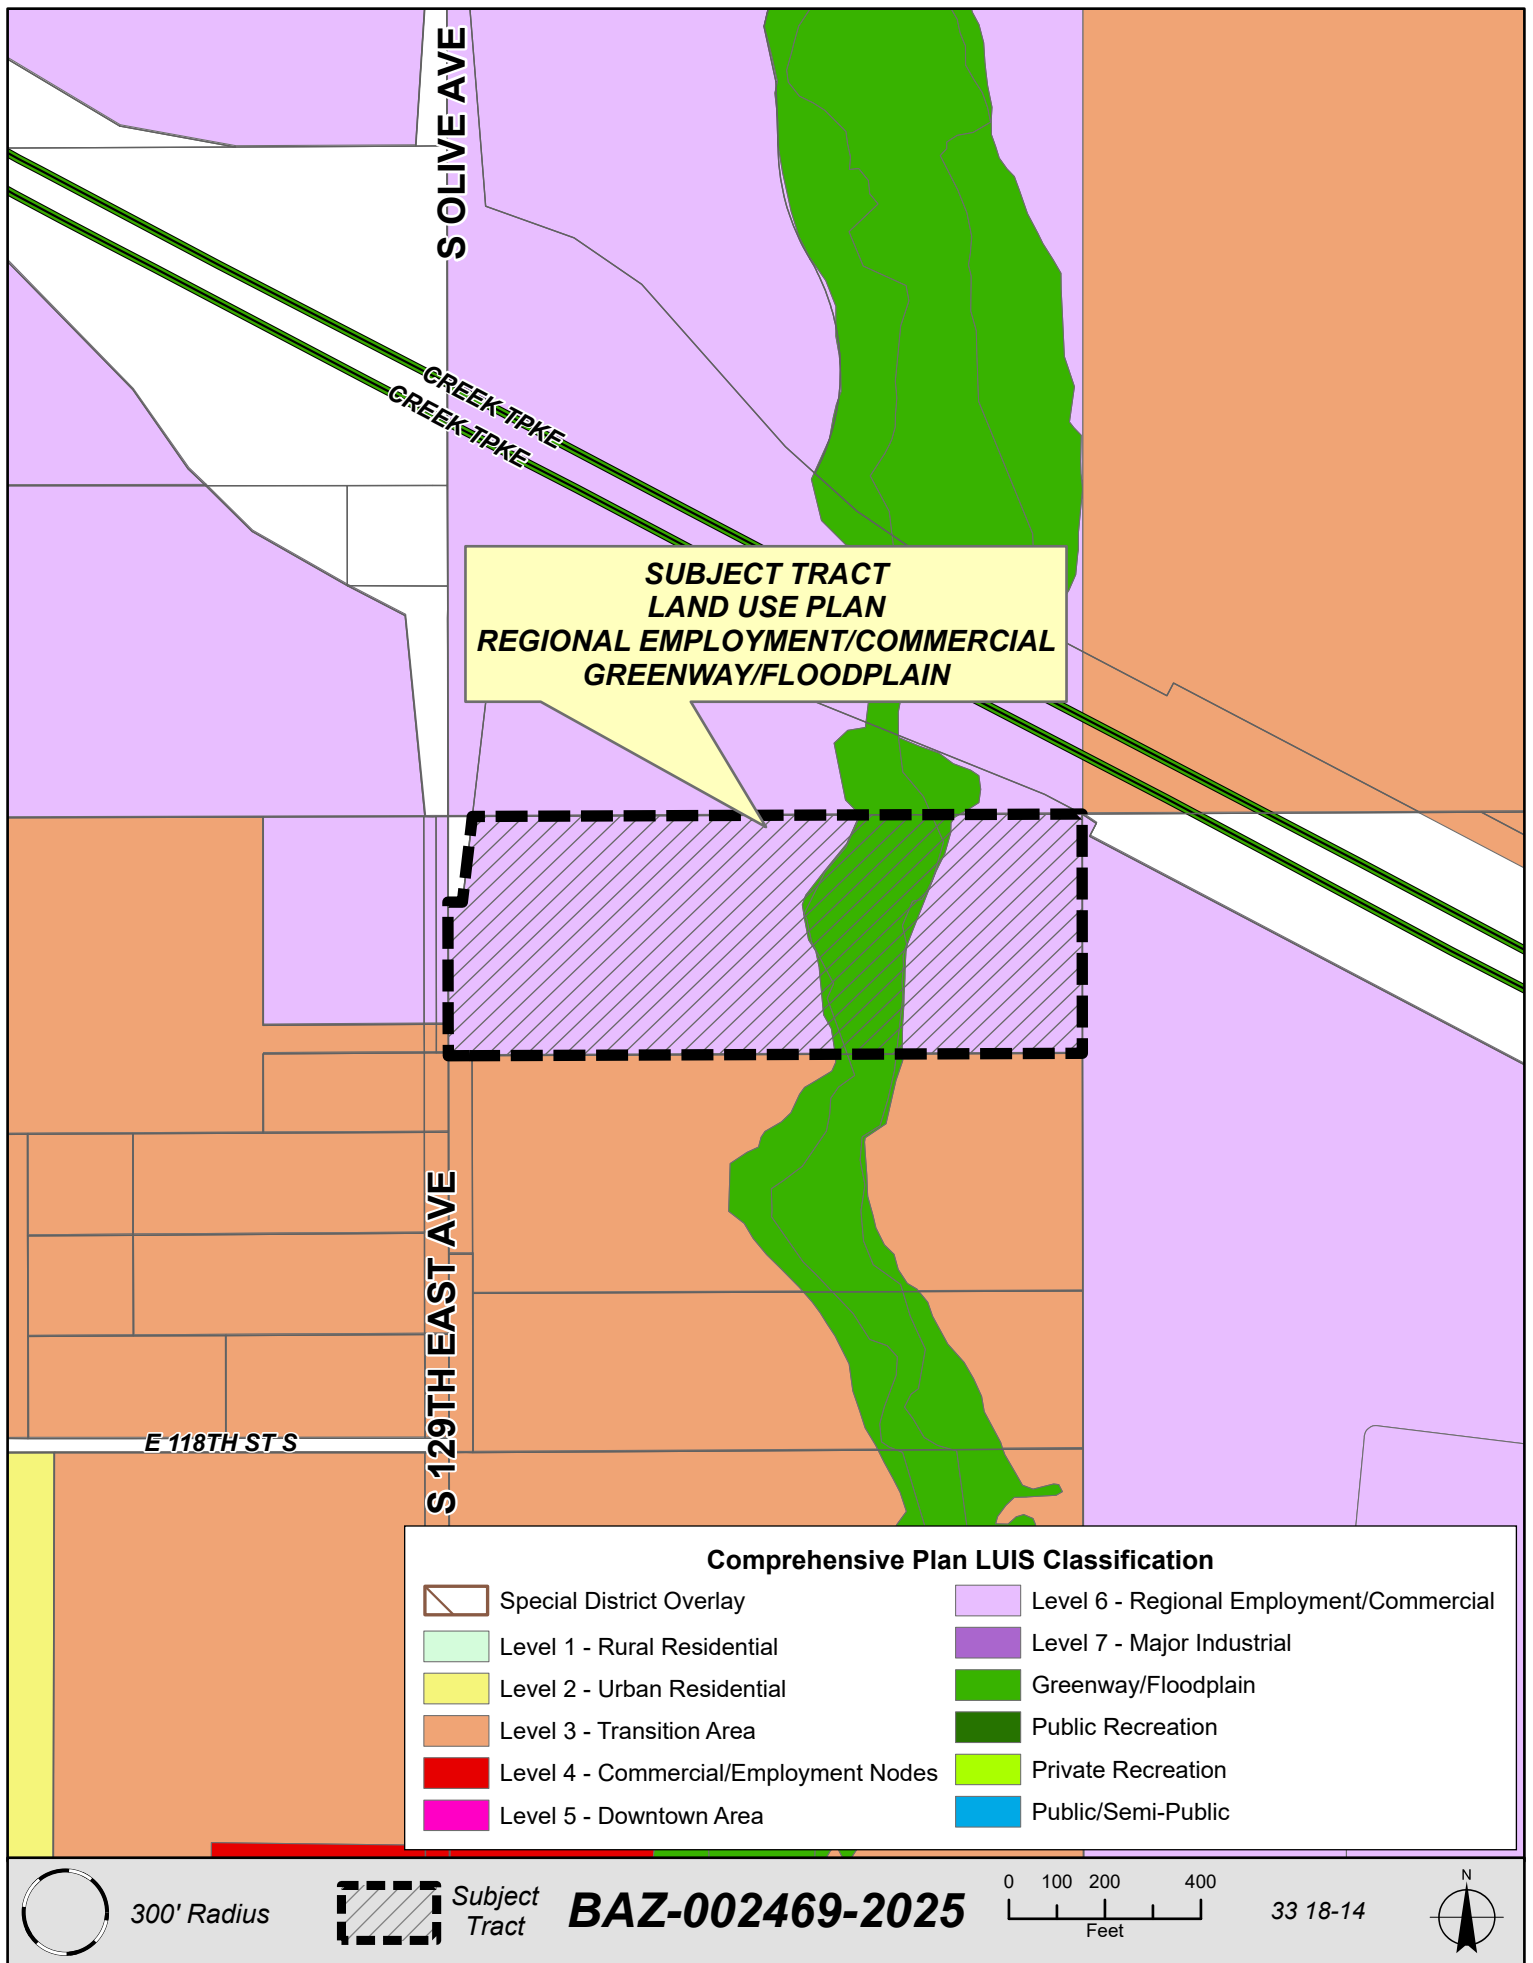 S OLIVE AVE
CREEK TPKE
CREEK TPKE
SUBJECT TRACT
LAND USE PLAN
REGIONAL EMPLOYMENT/COMMERCIAL
GREENWAY/FLOODPLAIN
S 129TH EAST AVE
E 118TH ST S
Comprehensive Plan LUIS Classification
Special District Overlay
Level 1 - Rural Residential
Level 2 - Urban Residential
Level 3 - Transition Area
Level 4 - Commercial/Employment Nodes
Level 5 - Downtown Area
Level 6 - Regional Employment/Commercial
Level 7 - Major Industrial
Greenway/Floodplain
Public Recreation
Private Recreation
Public/Semi-Public
300' Radius
Subject
Tract
BAZ-002469-2025
0 100 200 400
Feet
33 18-14
N